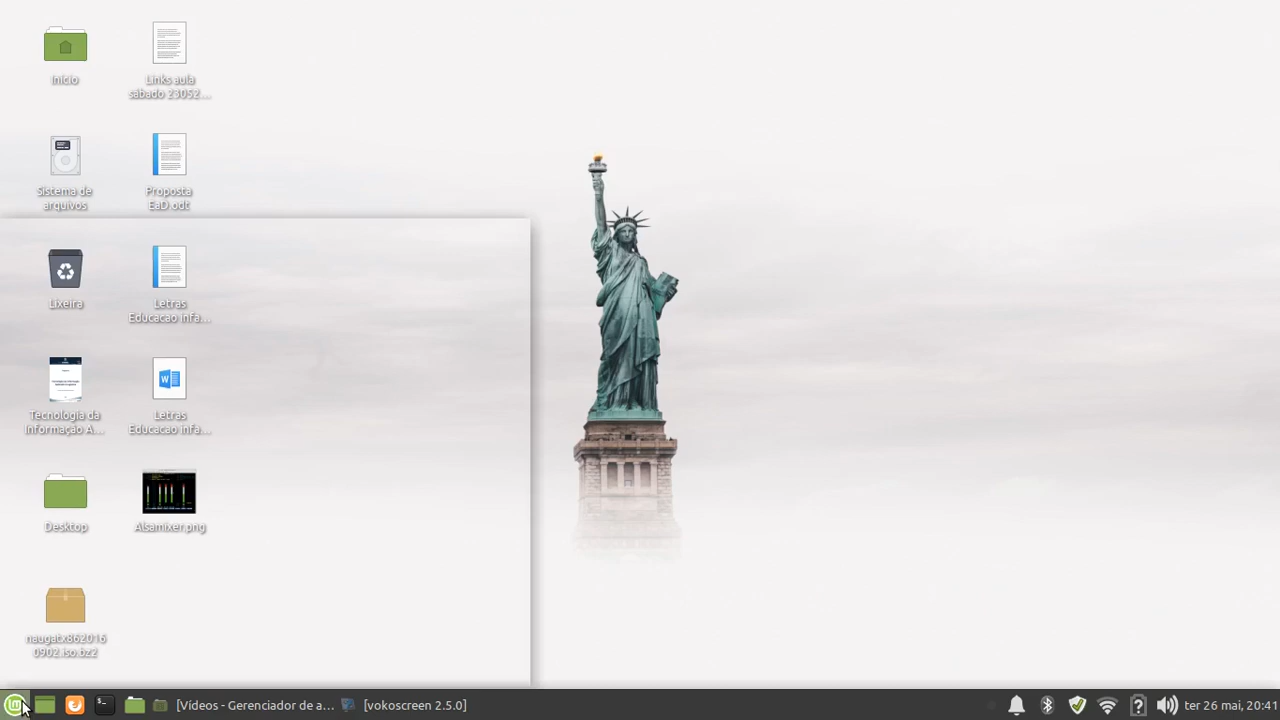 Início
Links aula
sábado 23052...
Sistema de
arquivos
Proposta
EaD.odt
Lixeira
Letras
Educacao Infa...
Tecnologia da
Informação A...
Letras
Educacao Infa...
Desktop
Alsamixer.png
naugatx862016
0902.iso.bz2
[Vídeos - Gerenciador de a...
[vokoscreen 2.5.0]
ter 26 mai, 20:41